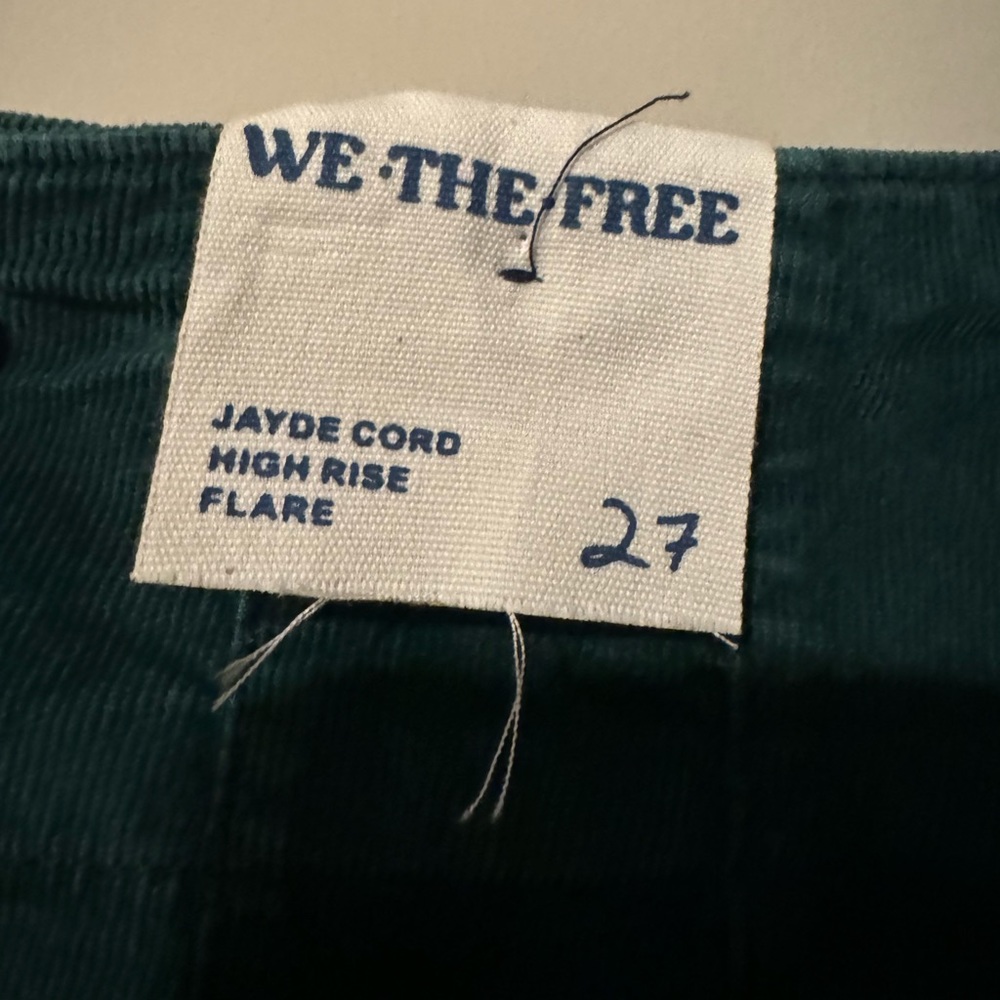 WE·THE·FREE
JAYDE CORD
HIGH RISE
FLARE
27